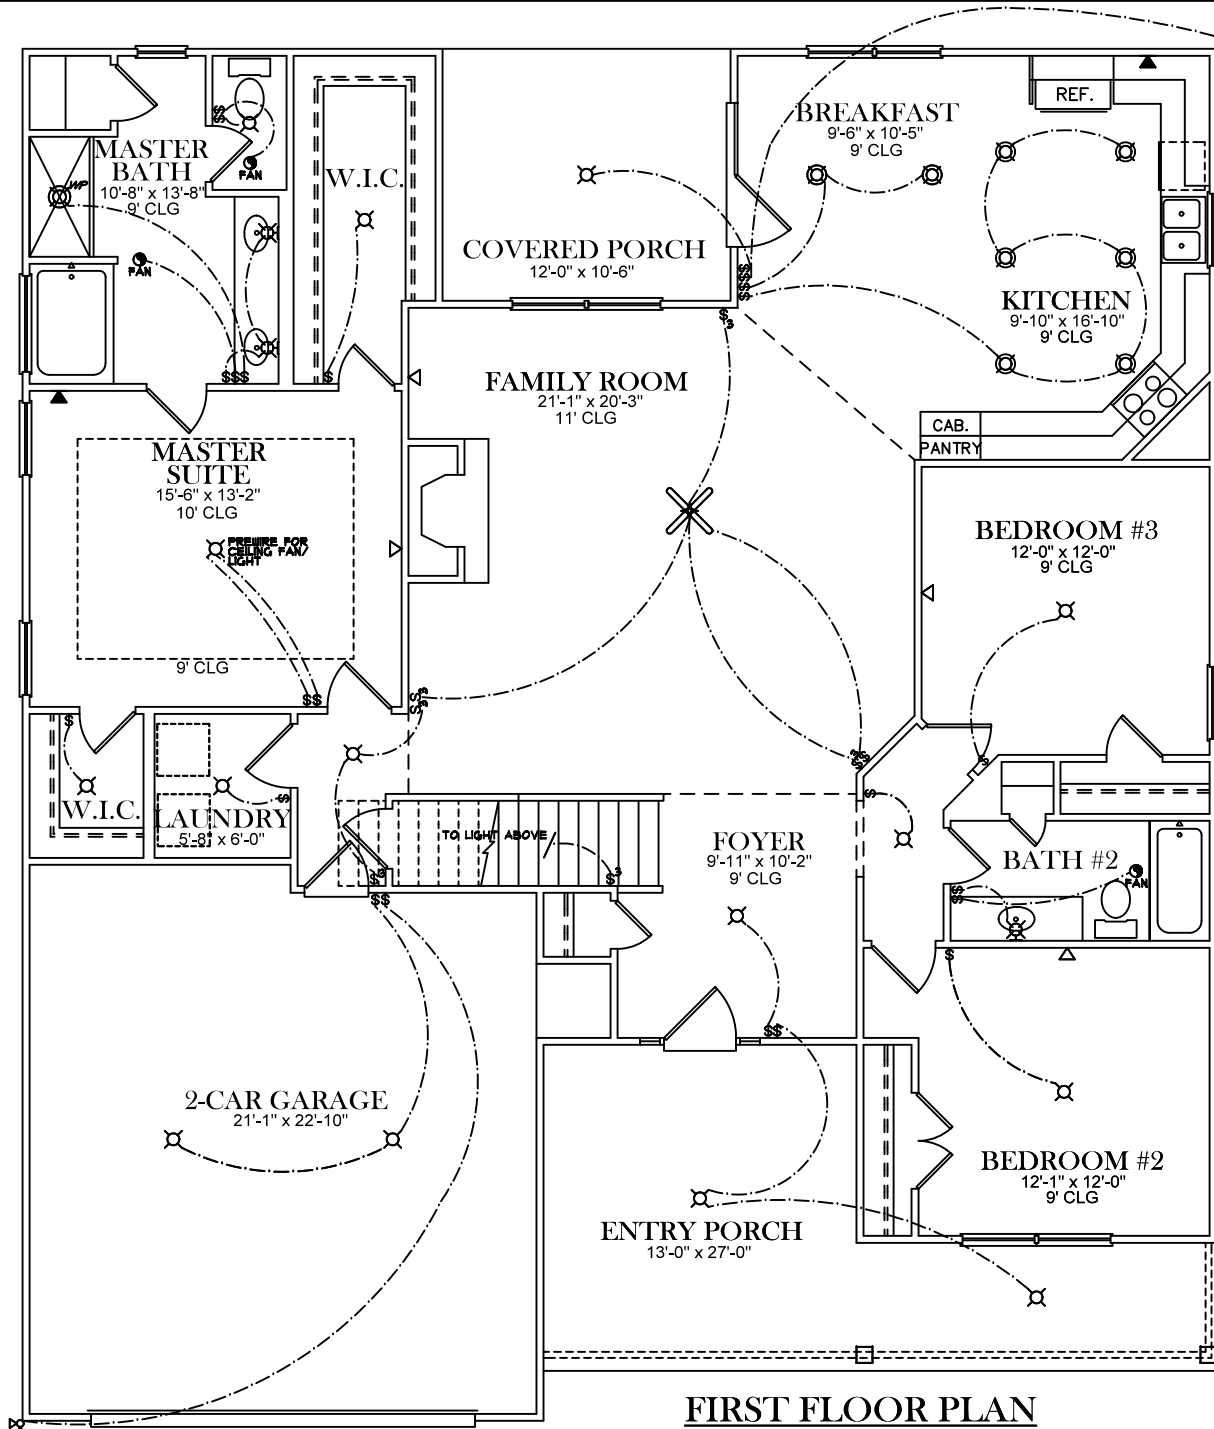 MASTER
BATH
10'-8" x 13'-8"
9' CLG
WP
FAN
FAN
W.I.C.
COVERED PORCH
12'-0" x 10'-6"
BREAKFAST
9'-6" x 10'-5"
9' CLG
REF.
KITCHEN
9'-10" x 16'-10"
9' CLG
CAB.
PANTRY
FAMILY ROOM
21'-1" x 20'-3"
11' CLG
MASTER
SUITE
15'-6" x 13'-2"
10' CLG
PREWIRE FOR
CEILING FAN/
LIGHT
9' CLG
BEDROOM #3
12'-0" x 12'-0"
9' CLG
W.I.C.
LAUNDRY
5'-8" x 6'-0"
TO LIGHT ABOVE
FOYER
9'-11" x 10'-2"
9' CLG
BATH #2
FAN
2-CAR GARAGE
21'-1" x 22'-10"
BEDROOM #2
12'-1" x 12'-0"
9' CLG
ENTRY PORCH
13'-0" x 27'-0"
FIRST FLOOR PLAN